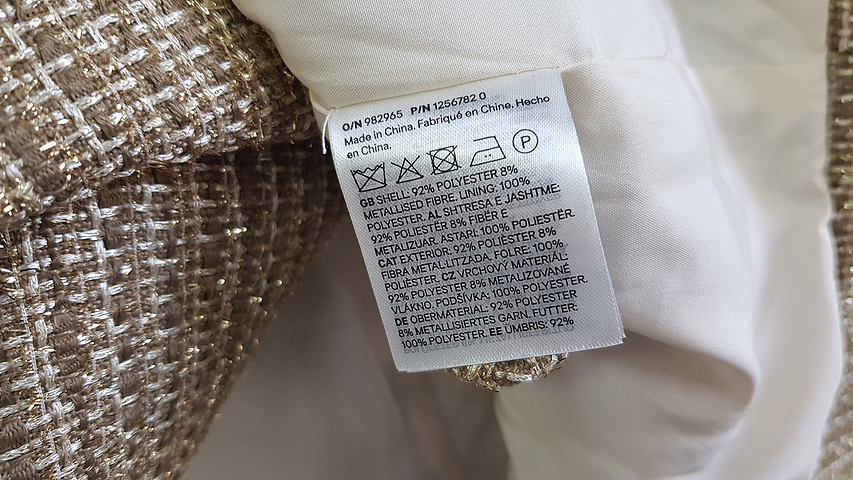 O/N 982965 P/N 1256782 0
Made in China. Fabriqué en Chine. Hecho
en China.
P
GB SHELL: 92% POLYESTER 8%
METALLISED FIBRE. LINING: 100%
POLYESTER. AL SHTRESA E JASHTME:
92% POLIESTËR 8% FIBËR E
METALIZUAR. ASTARI: 100% POLIESTËR.
CAT EXTERIOR: 92% POLIÈSTER 8%
FIBRA METAL·LITZADA. FOLRE: 100%
POLIÈSTER. CZ VRCHOVÝ MATERIÁL:
92% POLYESTER 8% METALIZOVANÉ
VLÁKNO. PODŠÍVKA: 100% POLYESTER.
DE OBERMATERIAL: 92% POLYESTER
8% METALLISIERTES GARN. FUTTER:
100% POLYESTER. EE ÜMBRIS: 92%